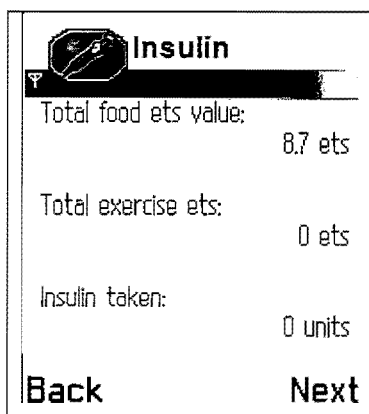 Insulin
Total food ets value:
8.7 ets
Total exercise ets:
0 ets
Insulin taken:
0 units
Back Next